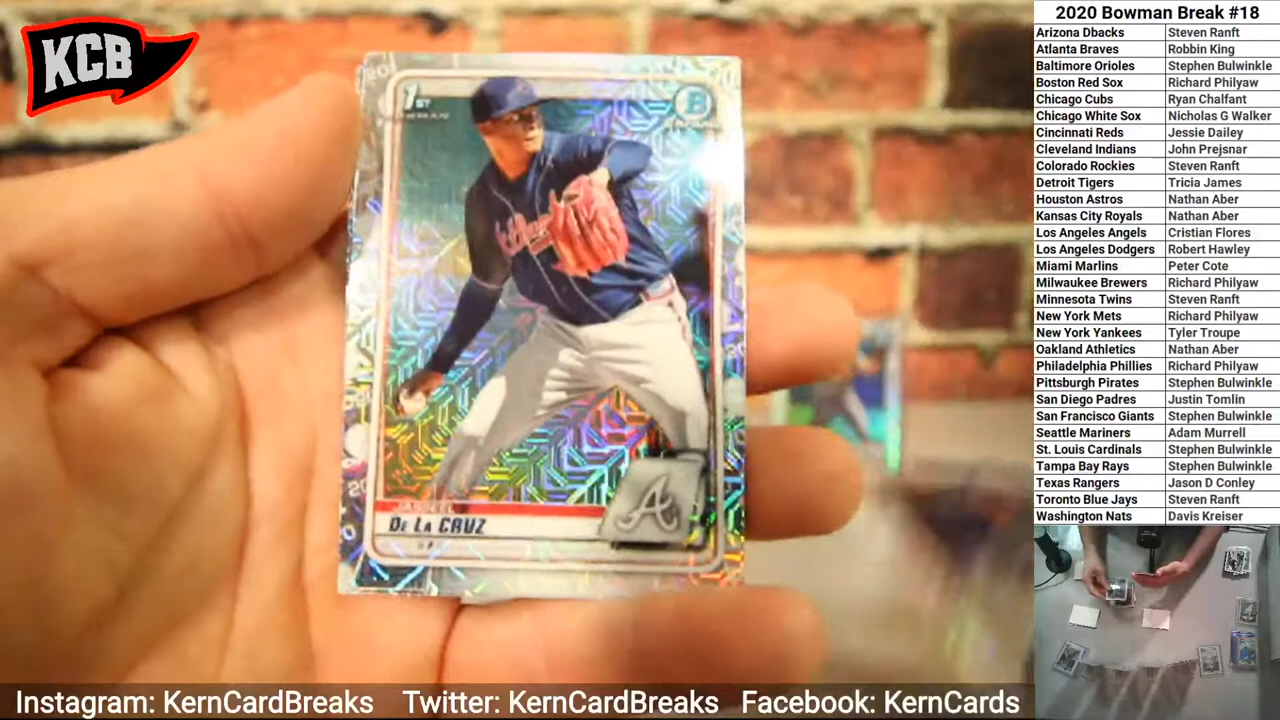 KCB
1ST
B
JASSEEL
DE LA CRUZ
A
2020 Bowman Break #18
Arizona Dbacks Steven Ranft
Atlanta Braves Robbin King
Baltimore Orioles Stephen Bulwinkle
Boston Red Sox Richard Philyaw
Chicago Cubs Ryan Chalfant
Chicago White Sox Nicholas G Walker
Cincinnati Reds Jessie Dailey
Cleveland Indians John Prejsnar
Colorado Rockies Steven Ranft
Detroit Tigers Tricia James
Houston Astros Nathan Aber
Kansas City Royals Nathan Aber
Los Angeles Angels Cristian Flores
Los Angeles Dodgers Robert Hawley
Miami Marlins Peter Cote
Milwaukee Brewers Richard Philyaw
Minnesota Twins Steven Ranft
New York Mets Richard Philyaw
New York Yankees Tyler Troupe
Oakland Athletics Nathan Aber
Philadelphia Phillies Richard Philyaw
Pittsburgh Pirates Stephen Bulwinkle
San Diego Padres Justin Tomlin
San Francisco Giants Stephen Bulwinkle
Seattle Mariners Adam Murrell
St. Louis Cardinals Stephen Bulwinkle
Tampa Bay Rays Stephen Bulwinkle
Texas Rangers Jason D Conley
Toronto Blue Jays Steven Ranft
Washington Nats Davis Kreiser
Instagram: KernCardBreaks Twitter: KernCardBreaks Facebook: KernCards